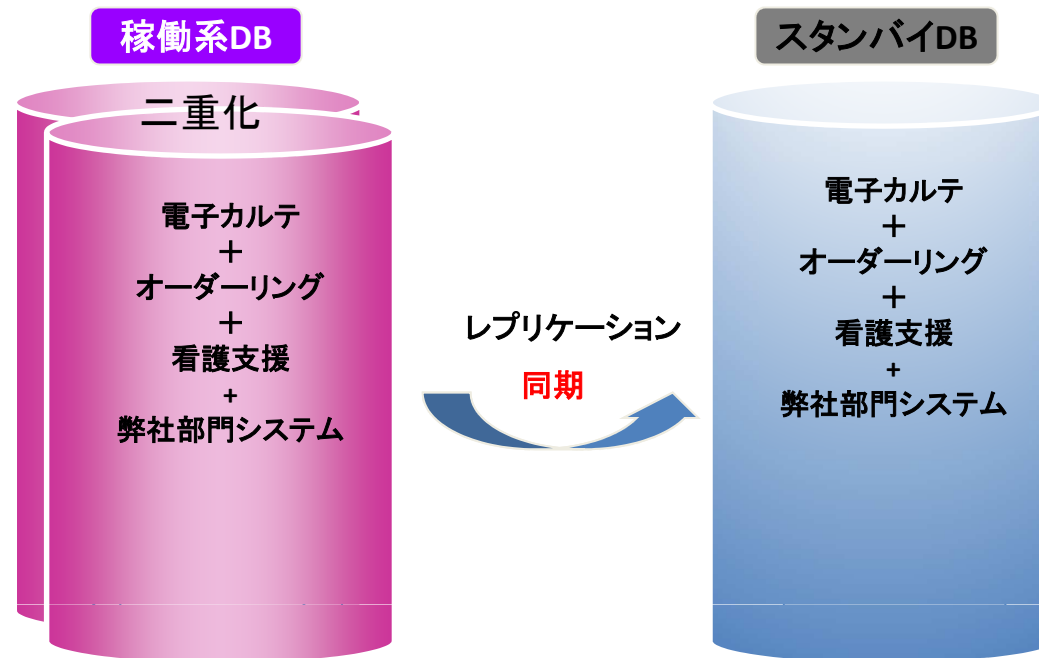 稼働系DB
二重化
電子カルテ
＋
オーダーリング
＋
看護支援
+
弊社部門システム
レプリケーション
同期
スタンバイDB
電子カルテ
＋
オーダーリング
＋
看護支援
+
弊社部門システム